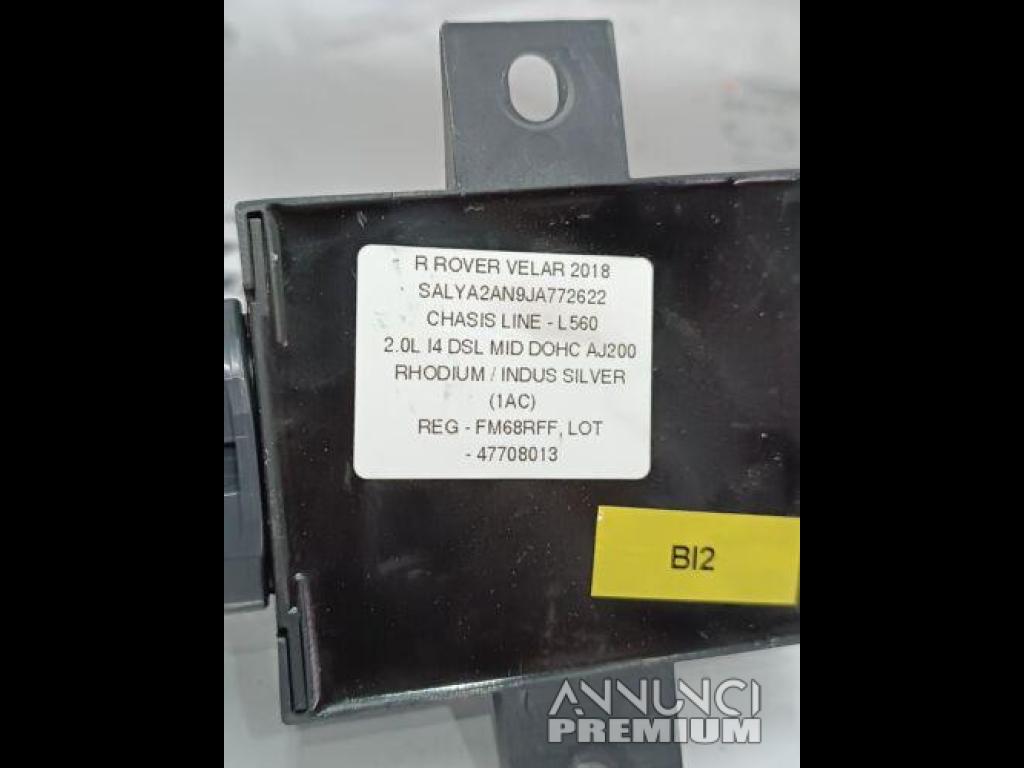 R ROVER VELAR 2018
SALYA2AN9JA772622
CHASIS LINE - L560
2.0L I4 DSL MID DOHC AJ200
RHODIUM / INDUS SILVER
(1AC)
REG - FM68RFF, LOT
- 47708013
BI2
ANNUNCI
PREMIUM